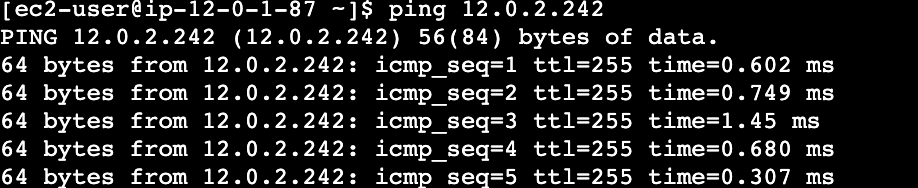 [ec2-user@ip-12-0-1-87 ~]$ ping 12.0.2.242
PING 12.0.2.242 (12.0.2.242) 56(84) bytes of data.
64 bytes from 12.0.2.242: icmp_seq=1 ttl=255 time=0.602 ms
64 bytes from 12.0.2.242: icmp_seq=2 ttl=255 time=0.749 ms
64 bytes from 12.0.2.242: icmp_seq=3 ttl=255 time=1.45 ms
64 bytes from 12.0.2.242: icmp_seq=4 ttl=255 time=0.680 ms
64 bytes from 12.0.2.242: icmp_seq=5 ttl=255 time=0.307 ms